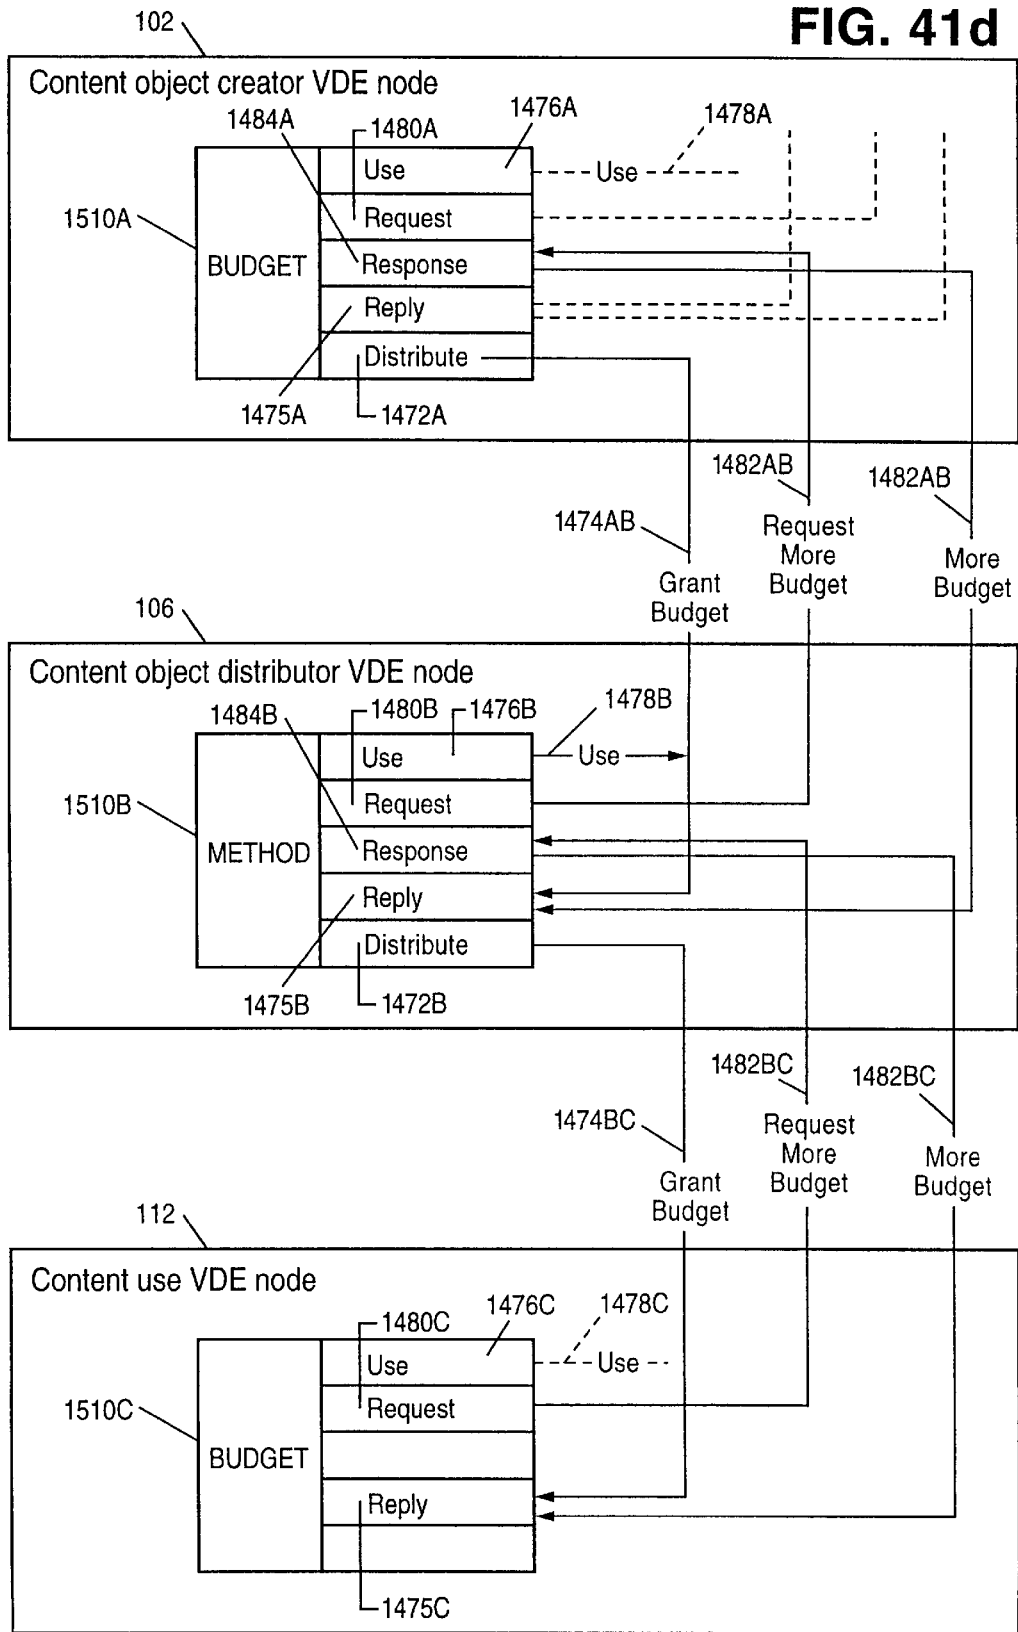 FIG. 41d
102
Content object creator VDE node
1484A
1480A
1476A
1478A
1510A
BUDGET
Use
Request
Response
Reply
Distribute
Use
1475A
1472A
1474AB
Grant
Budget
1482AB
Request
More
Budget
1482AB
More
Budget
106
Content object distributor VDE node
1484B
1480B
1476B
1478B
1510B
METHOD
Use
Request
Response
Reply
Distribute
Use
1475B
1472B
1474BC
Grant
Budget
1482BC
Request
More
Budget
1482BC
More
Budget
112
Content use VDE node
1480C
1476C
1478C
1510C
BUDGET
Use
Request
Reply
Use
1475C